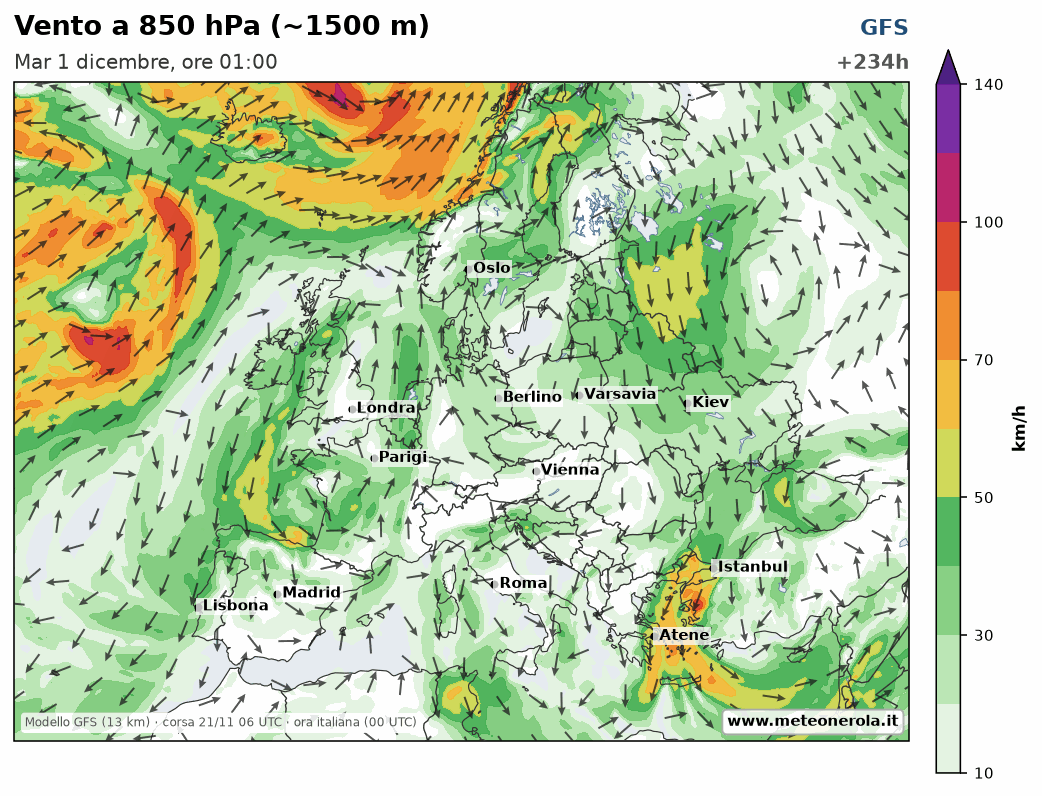 Vento a 850 hPa (~1500 m)
GFS
Mar 1 dicembre, ore 01:00
+234h
140
100
70
50
30
10
km/h
Oslo
Londra
Berlino
Varsavia
Kiev
Parigi
Vienna
Istanbul
Roma
Madrid
Lisbona
Atene
Modello GFS (13 km) · corsa 21/11 06 UTC · ora italiana (00 UTC)
www.meteonerola.it